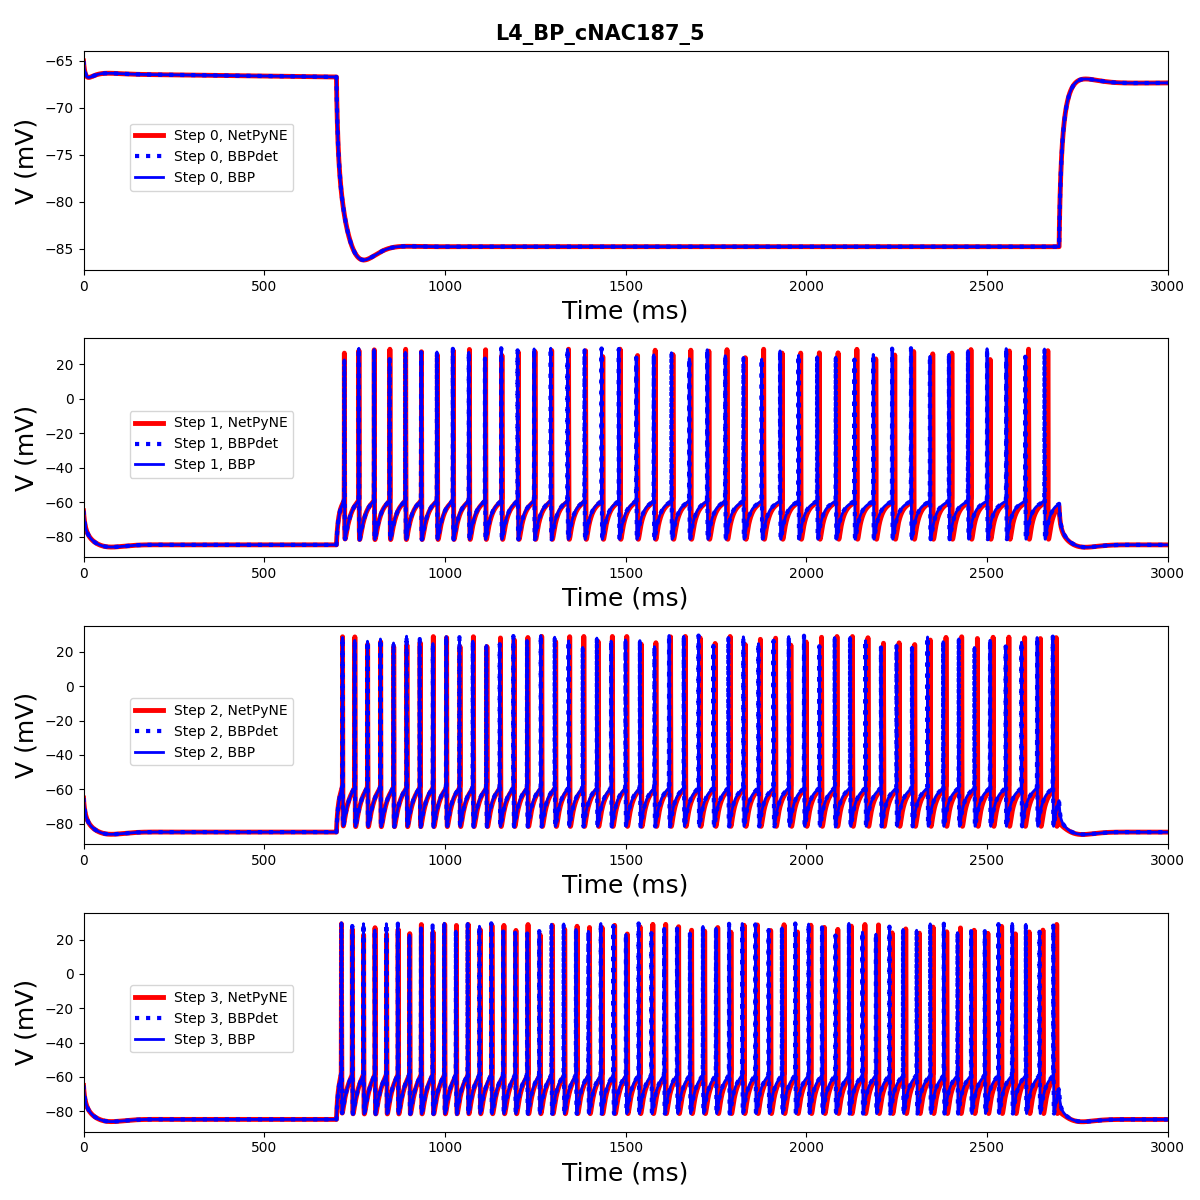 L4_BP_cNAC187_5
−65
−70
−75
−80
−85
V (mV)
Step 0, NetPyNE
Step 0, BBPdet
Step 0, BBP
0 500 1000 1500 2000 2500 3000
Time (ms)
20
0
−20
−40
−60
−80
V (mV)
Step 1, NetPyNE
Step 1, BBPdet
Step 1, BBP
0 500 1000 1500 2000 2500 3000
Time (ms)
20
0
−20
−40
−60
−80
V (mV)
Step 2, NetPyNE
Step 2, BBPdet
Step 2, BBP
0 500 1000 1500 2000 2500 3000
Time (ms)
20
0
−20
−40
−60
−80
V (mV)
Step 3, NetPyNE
Step 3, BBPdet
Step 3, BBP
0 500 1000 1500 2000 2500 3000
Time (ms)